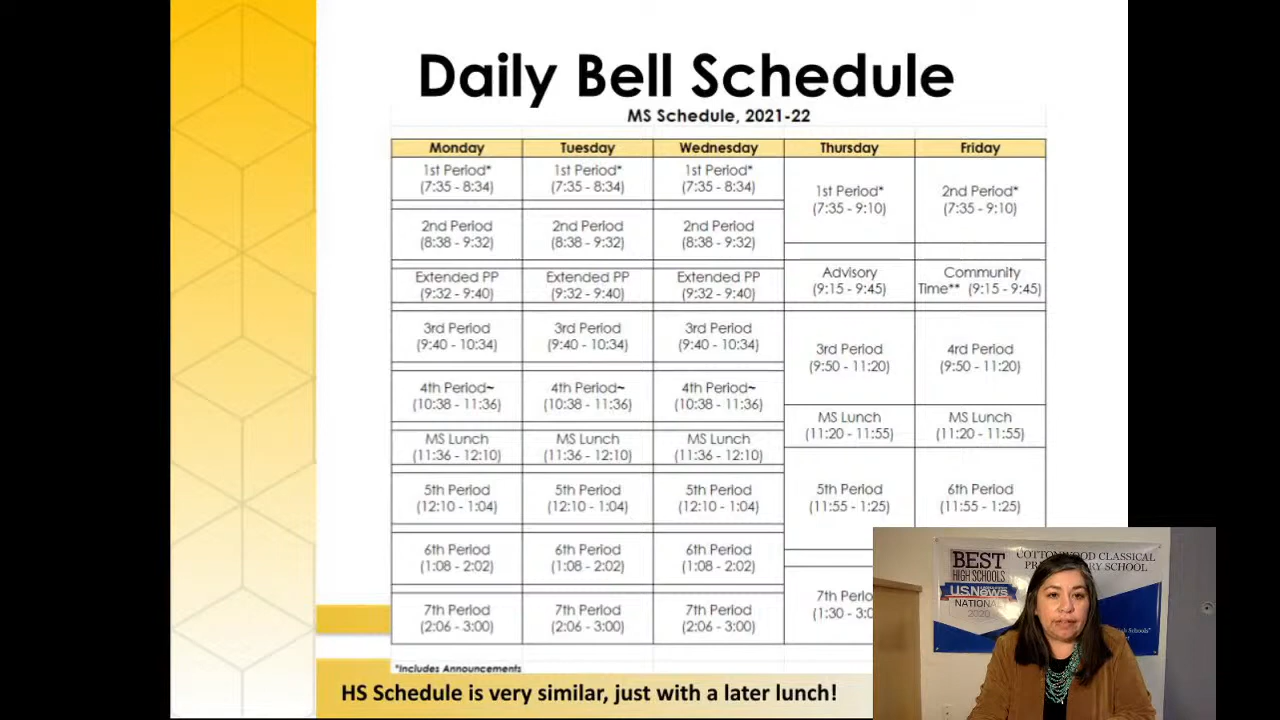 Daily Bell Schedule
MS Schedule, 2021-22
Monday Tuesday Wednesday Thursday Friday
1st Period* 1st Period* 1st Period*
(7:35 - 8:34) (7:35 - 8:34) (7:35 - 8:34)
1st Period* 2nd Period*
(7:35 - 9:10) (7:35 - 9:10)
2nd Period 2nd Period 2nd Period
(8:38 - 9:32) (8:38 - 9:32) (8:38 - 9:32)
Extended PP Extended PP Extended PP Advisory Community
(9:32 - 9:40) (9:32 - 9:40) (9:32 - 9:40) (9:15 - 9:45) Time** (9:15 - 9:45)
3rd Period 3rd Period 3rd Period
(9:40 - 10:34) (9:40 - 10:34) (9:40 - 10:34)
3rd Period 4rd Period
(9:50 - 11:20) (9:50 - 11:20)
4th Period~ 4th Period~ 4th Period~
(10:38 - 11:36) (10:38 - 11:36) (10:38 - 11:36)
MS Lunch MS Lunch
(11:20 - 11:55) (11:20 - 11:55)
MS Lunch MS Lunch MS Lunch
(11:36 - 12:10) (11:36 - 12:10) (11:36 - 12:10)
5th Period 5th Period 5th Period 5th Period 6th Period
(12:10 - 1:04) (12:10 - 1:04) (12:10 - 1:04) (11:55 - 1:25) (11:55 - 1:25)
6th Period 6th Period 6th Period
(1:08 - 2:02) (1:08 - 2:02) (1:08 - 2:02)
7th Period 7th Period 7th Period
(2:06 - 3:00) (2:06 - 3:00) (2:06 - 3:00)
7th
(1:30 -
*Includes Announcements
HS Schedule is very similar, just with a later lunch!
BEST
HIGH SCHOOLS
U.S.News
NATIONAL
2020
CLASSICAL
SCHOOL